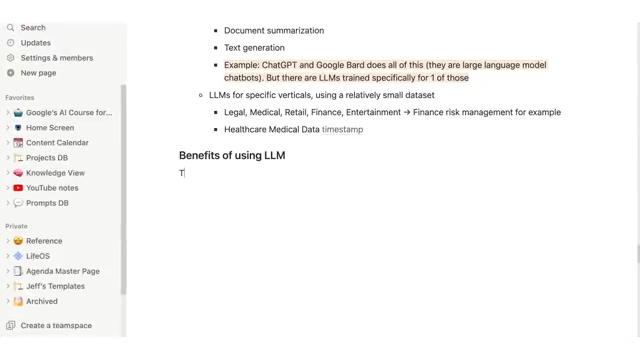 Search
Updates
Settings & members
New page
Favorites
Google's AI Course for...
Home Screen
Content Calendar
Projects DB
Knowledge View
YouTube notes
Prompts DB
Private
Reference
LifeOS
Agenda Master Page
Jeff's Templates
Archived
Create a teamspace
Document summarization
Text generation
Example: ChatGPT and Google Bard does all of this (they are large language model
chatbots). But there are LLMs trained specifically for 1 of those
LLMs for specific verticals, using a relatively small dataset
Legal, Medical, Retail, Finance, Entertainment → Finance risk management for example
Healthcare Medical Data timestamp
Benefits of using LLM
T